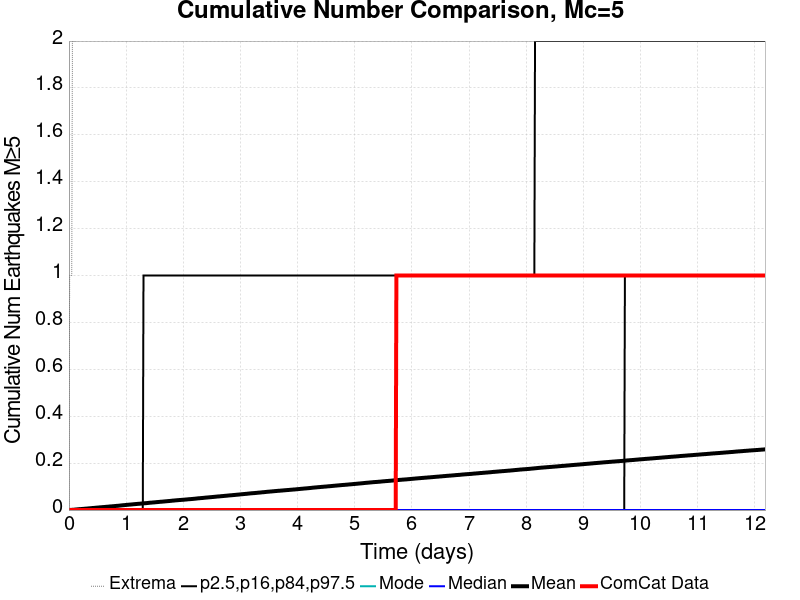 Cumulative Number Comparison, Mc=5
Cumulative Num Earthquakes M≥5
2
1.8
1.6
1.4
1.2
1
0.8
0.6
0.4
0.2
0
0 1 2 3 4 5 6 7 8 9 10 11 12
Time (days)
Extrema p2.5,p16,p84,p97.5 Mode Median Mean ComCat Data